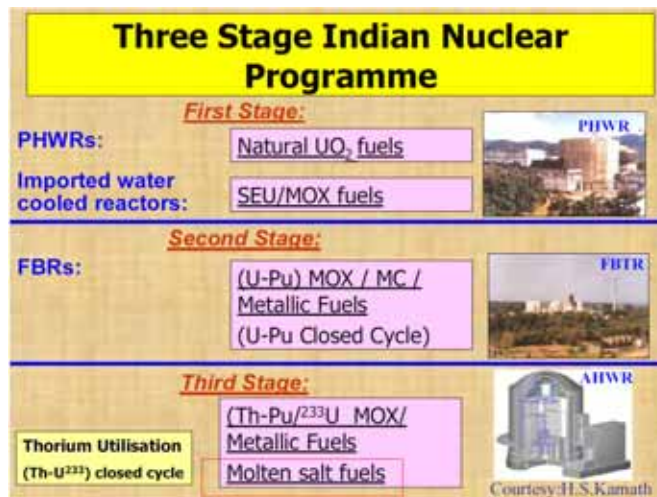 Three Stage Indian Nuclear
Programme
First Stage:
PHWRs:
Natural UO₂ fuels
PHWR
Imported water
cooled reactors:
SEU/MOX fuels
Second Stage:
FBRs:
(U-Pu) MOX / MC /
Metallic Fuels
(U-Pu Closed Cycle)
FBTR
Third Stage:
(Th-Pu/²³³U MOX/
Metallic Fuels
Molten salt fuels
Thorium Utilisation
(Th-U²³³) closed cycle
AHWR
Courtesy:H.S.Kamath